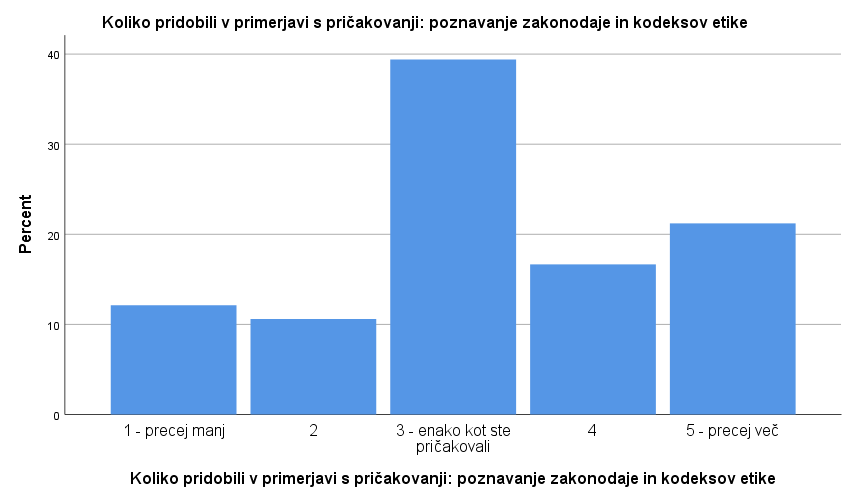 Koliko pridobili v primerjavi s pričakovanji: poznavanje zakonodaje in kodeksov etike
40
30
20
10
0
Percent
1 - precej manj
2
3 - enako kot ste
pričakovali
4
5 - precej več
Koliko pridobili v primerjavi s pričakovanji: poznavanje zakonodaje in kodeksov etike